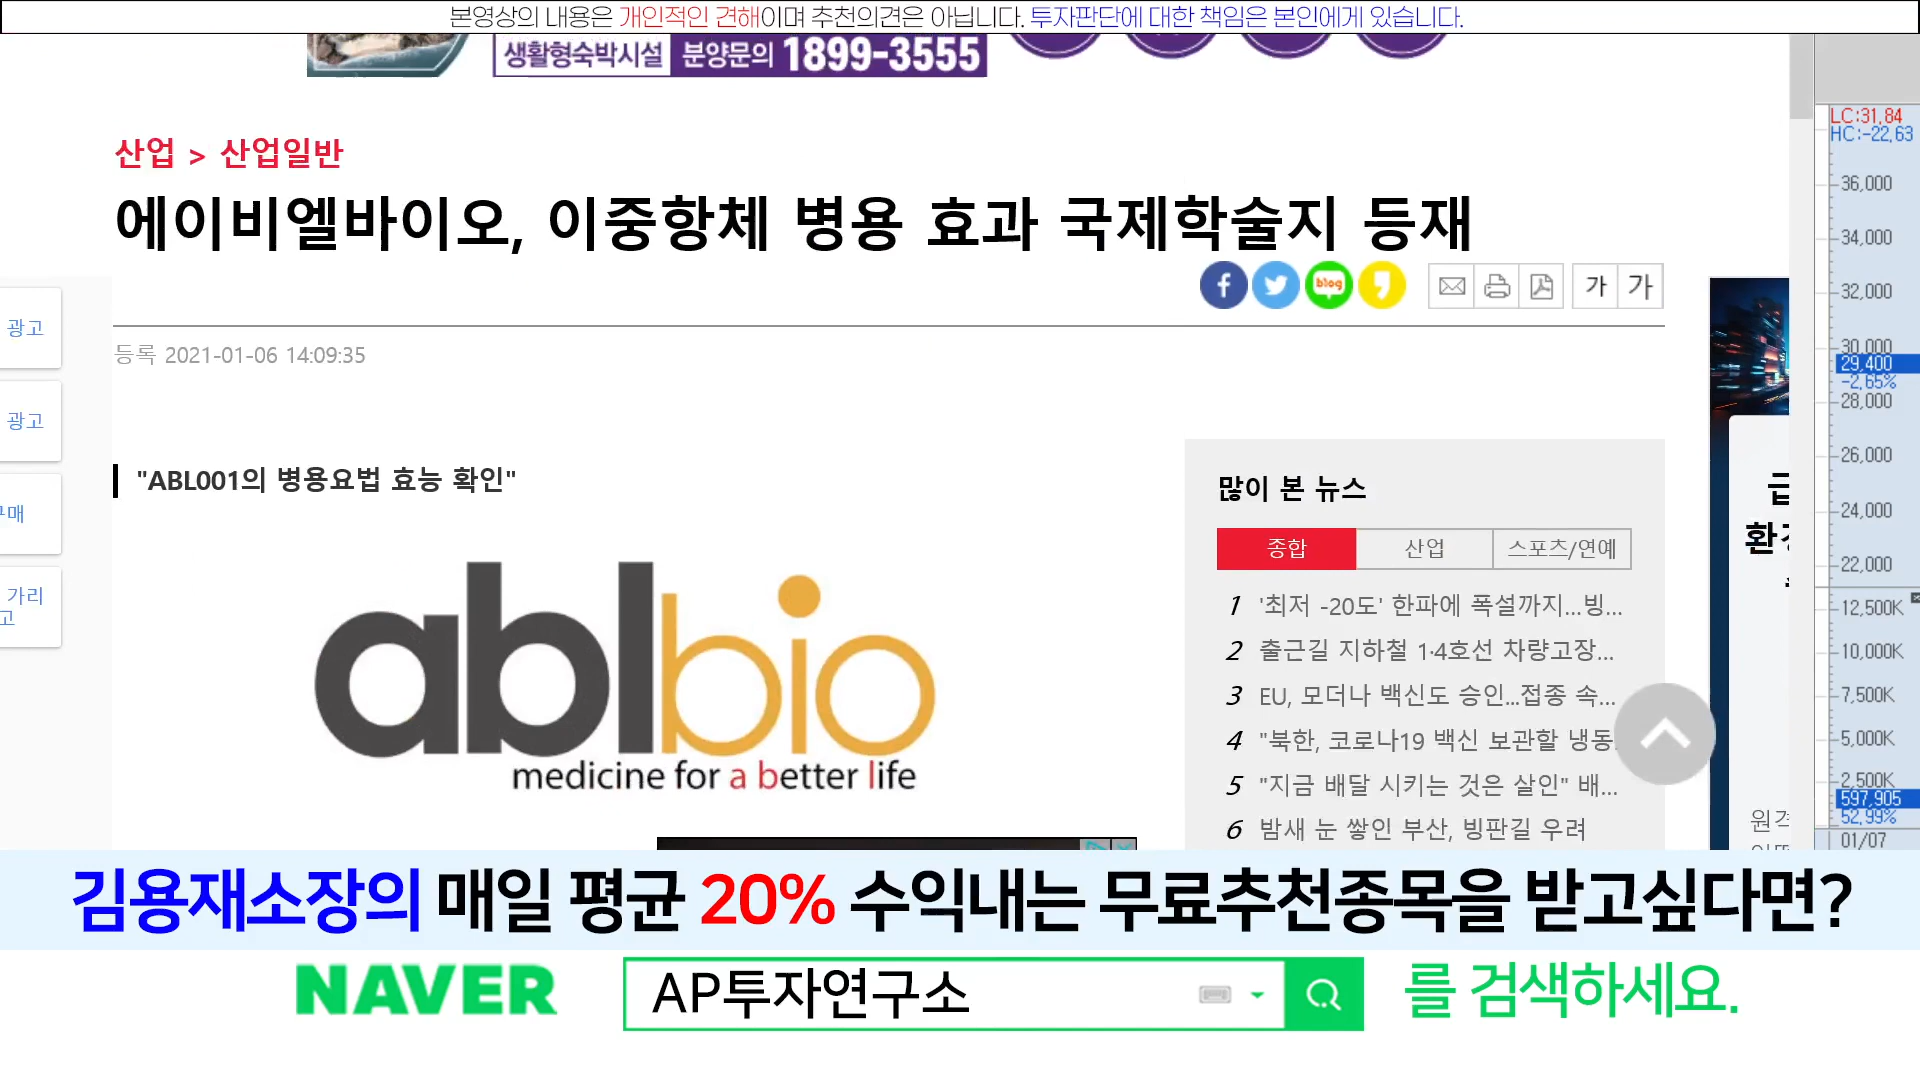 본영상의 내용은 개인적인 견해이며 추천의견은 아닙니다. 투자판단에 대한 책임은 본인에게 있습니다.
생활형숙박시설 분양문의 1899-3555
산업 > 산업일반
에이비엘바이오, 이중항체 병용 효과 국제학술지 등재
f blog 가 가
등록 2021-01-06 14:09:35
광고
광고
매
가리
고
"ABL001의 병용요법 효능 확인"
ablbio
medicine for a better life
많이 본 뉴스
종합 산업 스포츠/연예
1 '최저 -20도' 한파에 폭설까지...빙...
2 출근길 지하철 1·4호선 차량고장...
3 EU, 모더나 백신도 승인...접종 속...
4 "북한, 코로나19 백신 보관할 냉동
5 "지금 배달 시키는 것은 살인" 배...
6 밤새 눈 쌓인 부산, 빙판길 우려
원격
LC:31,84
HC:-22,63
36,000
34,000
32,000
30,000
29,400
-2,65%
28,000
26,000
24,000
22,000
12,500K
10,000K
7,500K
5,000K
2,500K
597,905
52,99%
01/07
김용재소장의 매일 평균 20% 수익내는 무료추천종목을 받고싶다면?
NAVER AP투자연구소 를 검색하세요.